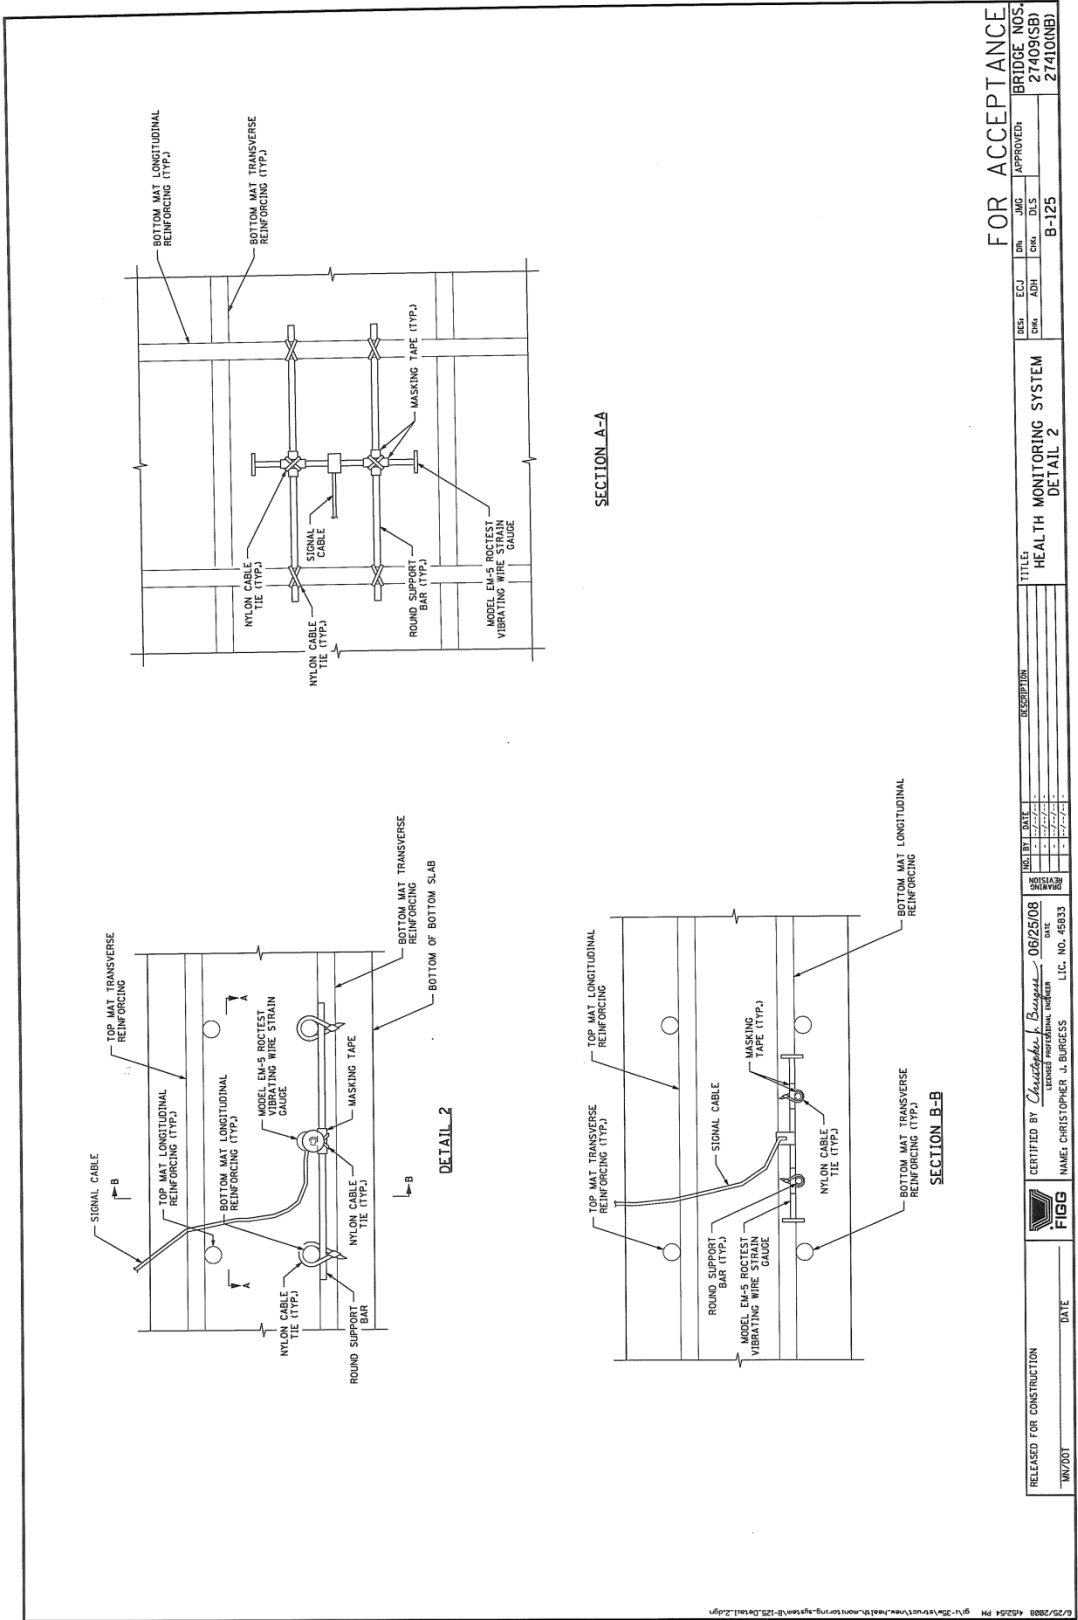 SIGNAL CABLE
B
TOP MAT TRANSVERSE
REINFORCING
TOP MAT LONGITUDINAL
REINFORCING (TYP.)
BOTTOM MAT LONGITUDINAL
REINFORCING (TYP.)
A
A
MODEL EM-5 ROCTEST
VIBRATING WIRE STRAIN
GAUGE
NYLON CABLE
TIE (TYP.)
ROUND SUPPORT
BAR
NYLON CABLE
TIE (TYP.)
MASKING TAPE
BOTTOM MAT TRANSVERSE
REINFORCING
BOTTOM OF BOTTOM SLAB
B
DETAIL 2
BOTTOM MAT LONGITUDINAL
REINFORCING (TYP.)
BOTTOM MAT TRANSVERSE
REINFORCING (TYP.)
NYLON CABLE
TIE (TYP.)
NYLON CABLE
TIE (TYP.)
SIGNAL
CABLE
MASKING TAPE (TYP.)
ROUND SUPPORT
BAR (TYP.)
MODEL EM-5 ROCTEST
VIBRATING WIRE STRAIN
GAUGE
SECTION A-A
TOP MAT TRANSVERSE
REINFORCING (TYP.)
TOP MAT LONGITUDINAL
REINFORCING
SIGNAL CABLE
ROUND SUPPORT
BAR (TYP.)
MODEL EM-5 ROCTEST
VIBRATING WIRE STRAIN
GAUGE
MASKING
TAPE (TYP.)
NYLON CABLE
TIE (TYP.)
BOTTOM MAT TRANSVERSE
REINFORCING (TYP.)
BOTTOM MAT LONGITUDINAL
REINFORCING
SECTION B-B
FOR ACCEPTANCE
RELEASED FOR CONSTRUCTION
MN/DOT
DATE
FIGG
CERTIFIED BY Christopher J. Burgess 06/25/08
LICENSED PROFESSIONAL ENGINEER
DATE
NAME: CHRISTOPHER J. BURGESS
LIC. NO. 45833
DRAWING
REVISION
NO. BY DATE
DESCRIPTION
TITLE:
HEALTH MONITORING SYSTEM
DETAIL 2
DES: ECJ
DR: JMG
CHK: ADH
CHK: DLS
APPROVED:
B-125
BRIDGE NOS.
27409(SB)
27410(NB)
6/25/2008 4:52:54 PM